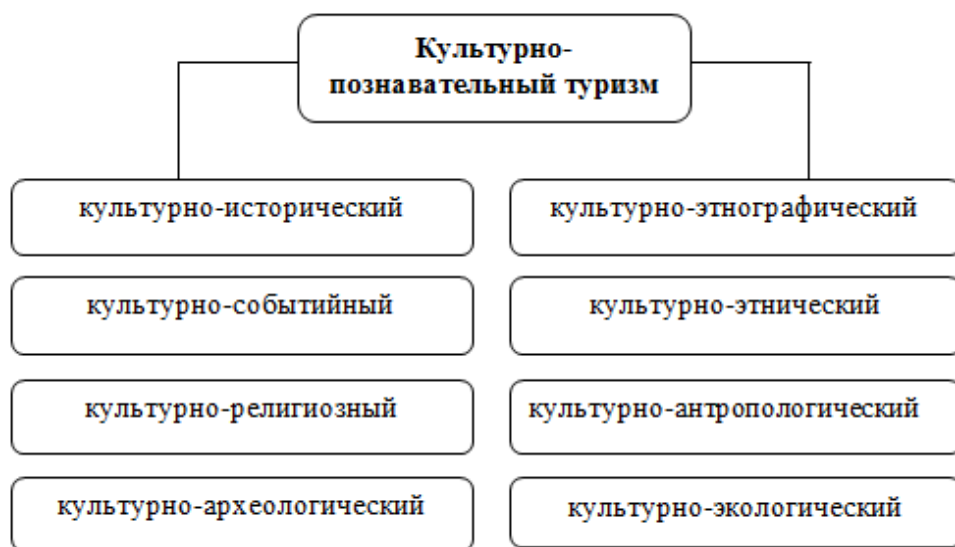 Культурно-
познавательный туризм
культурно-исторический
культурно-этнографический
культурно-событийный
культурно-этнический
культурно-религиозный
культурно-антропологический
культурно-археологический
культурно-экологический